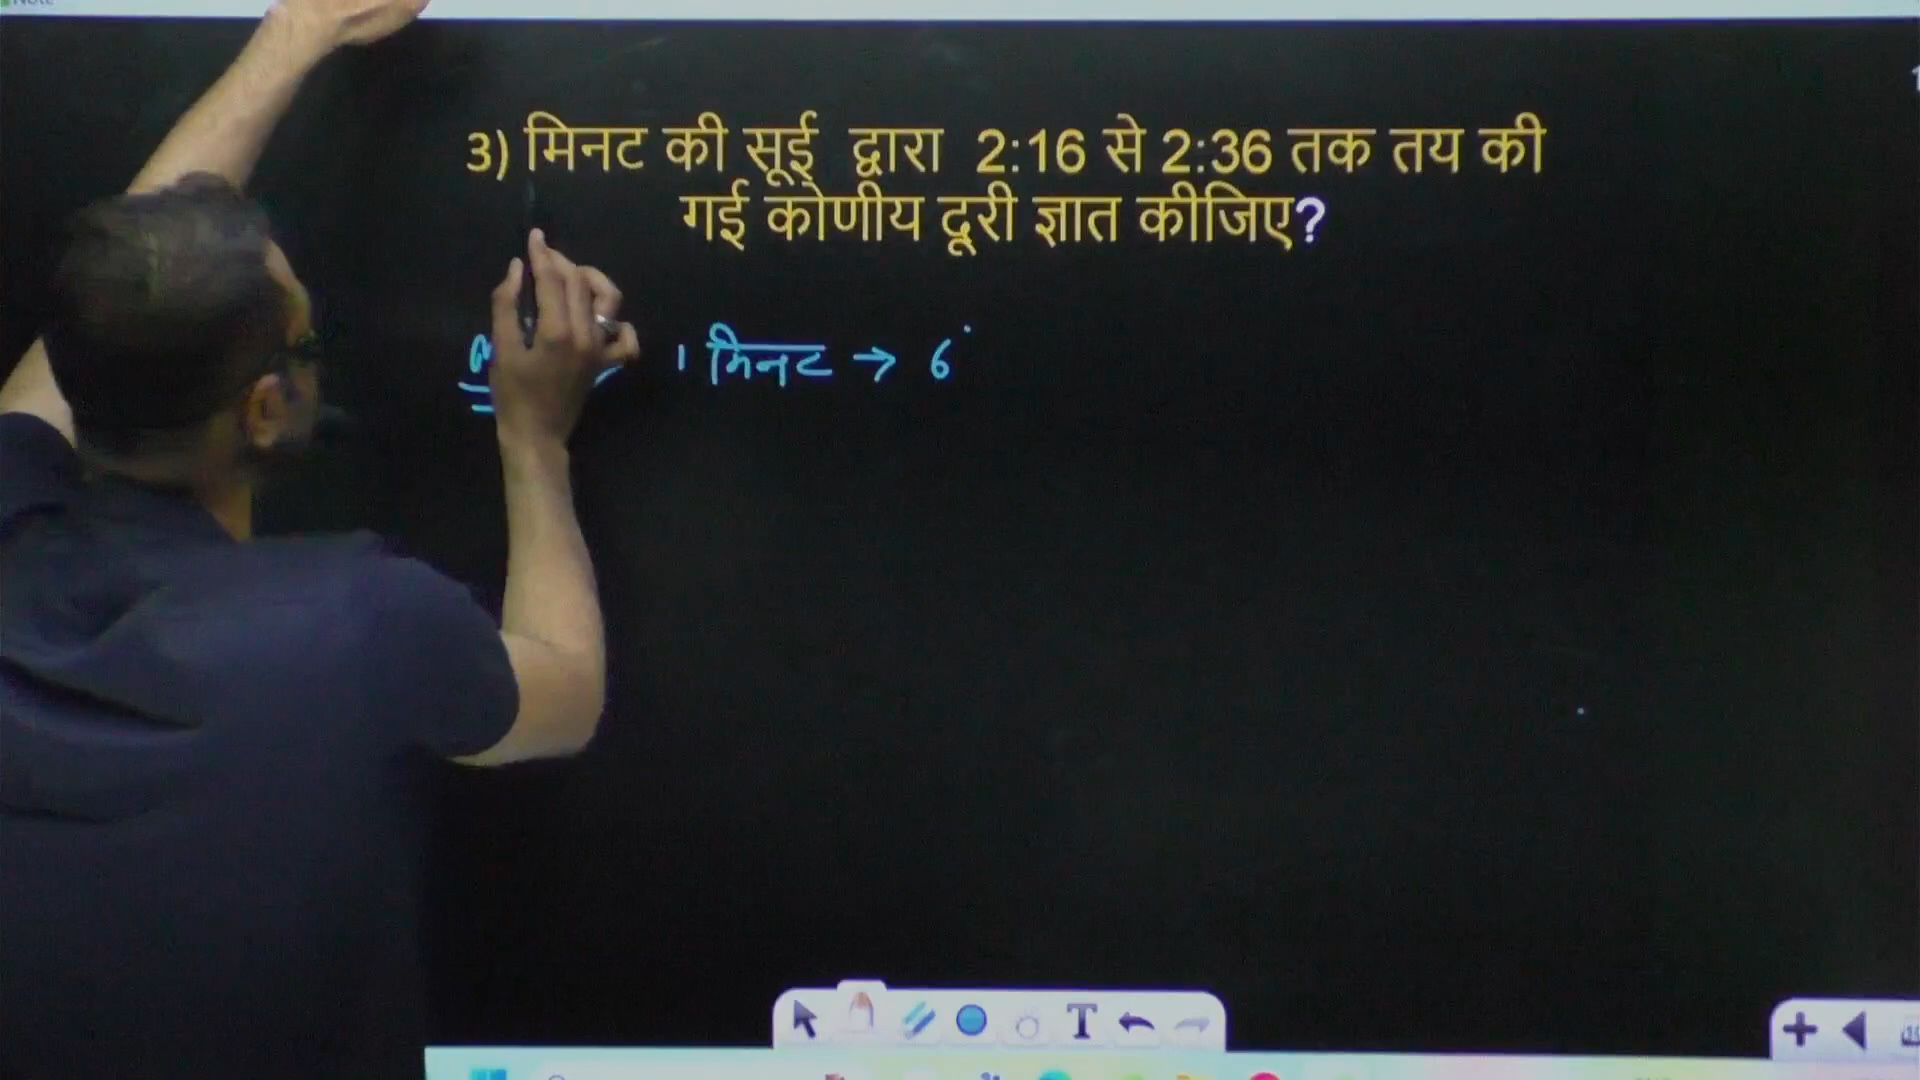 3) मिनट की सूई द्वारा 2:16 से 2:36 तक तय की
गई कोणीय दूरी ज्ञात कीजिए?
1 मिनट → 6°
T